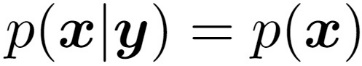 p(𝒙|𝒚) = p(𝒙)